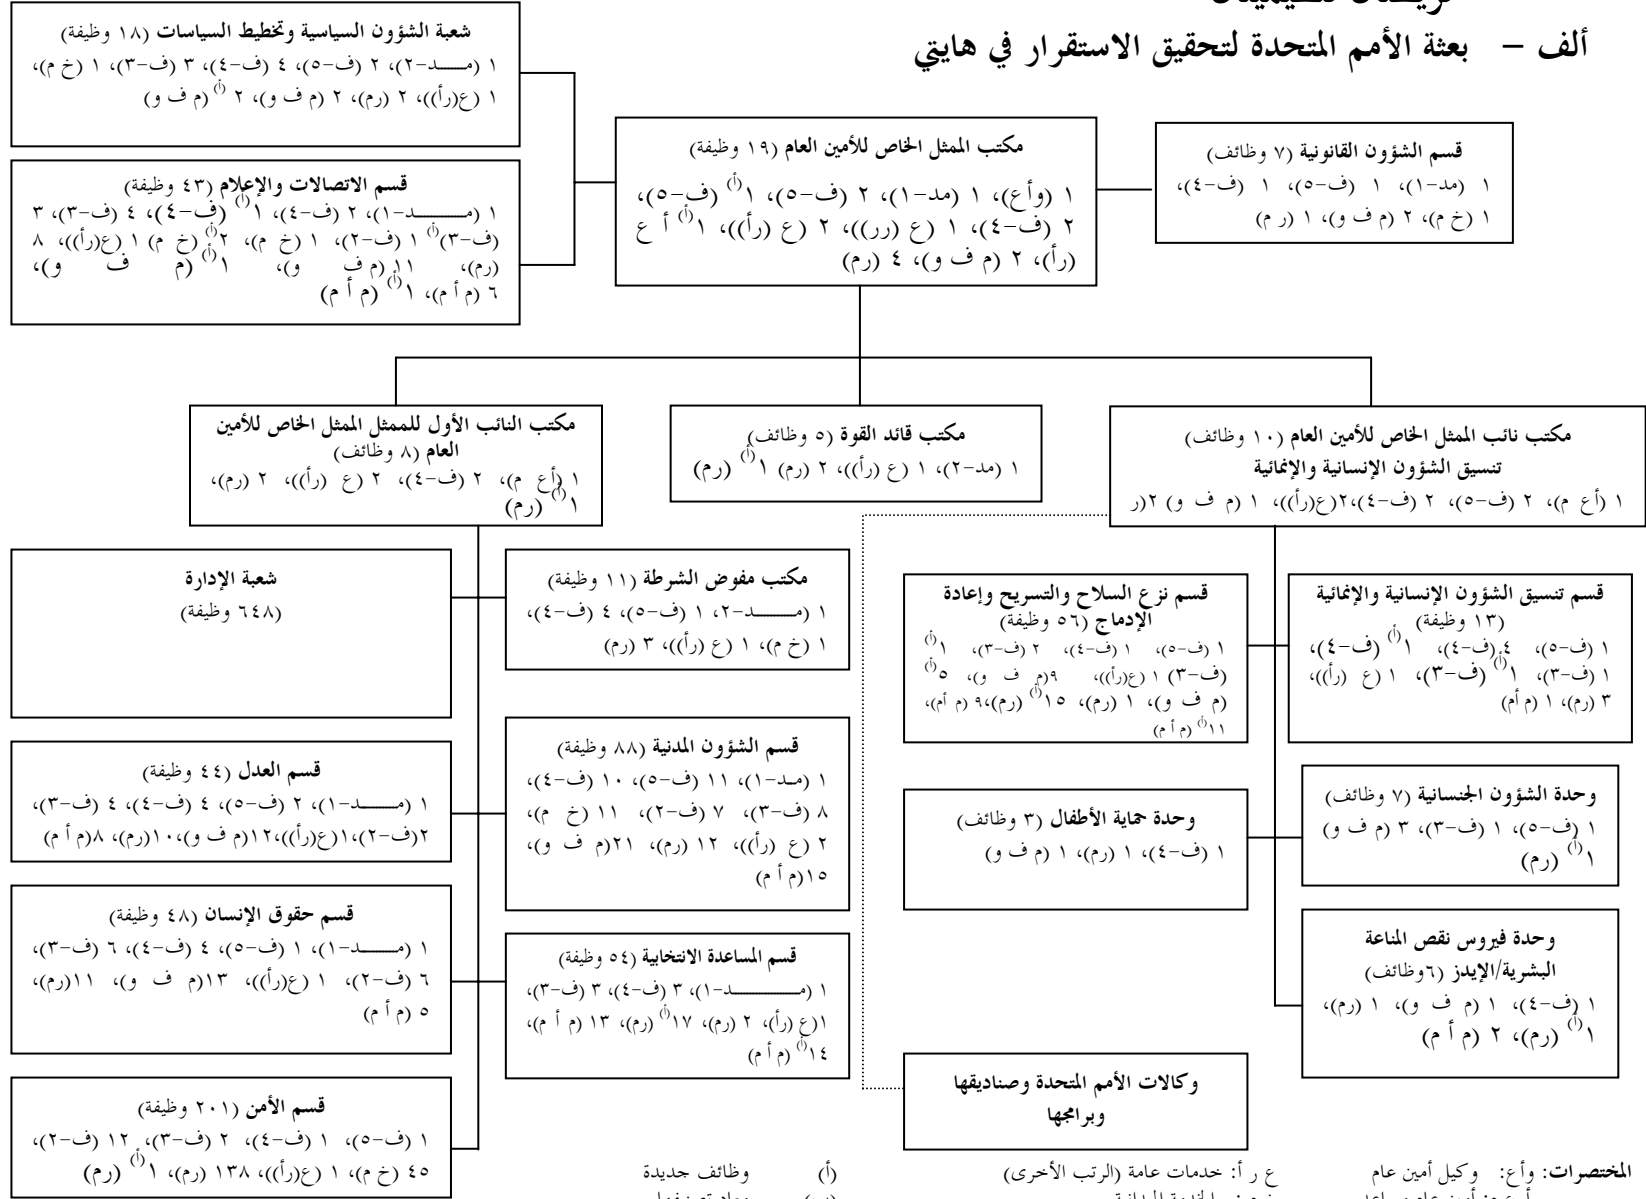 ألف – بعثة الأمم المتحدة لتحقيق الاستقرار في هايتي
شعبة الشؤون السياسية وتخطيط السياسات (١٨ وظيفة)
١ (مـد-٢)، ٢ (ف-٥)، ٤ (ف-٤)، ٣ (ف-٣)، ١ (خ م)،
١ (ع(رأ))، ٢ (رم)، ٢ (م ف و)، ٢ (أ) (م ف و)
مكتب الممثل الخاص للأمين العام (١٩ وظيفة)
١ (وأع)، ١ (مد-١)، ٢ (ف-٥)، ١(أ) (ف-٥)،
٢ (ف-٤)، ١ (ع (رر))، ٢ (ع (رأ))، ١(أ) أ ع
(رأ)، ٢ (م ف و)، ٤ (رم)
قسم الشؤون القانونية (٧ وظائف)
١ (مد-١)، ١ (ف-٥)، ١ (ف-٤)،
١ (خ م)، ٢ (م ف و)، ١ (ر م)
قسم الاتصالات والإعلام (٤٣ وظيفة)
١ (مـد-١)، ٢ (ف-٤)، ١(أ) (ف-٤)، ٤ (ف-٣)، ٣
(ف-٣)(أ) ١ (ف-٢)، ١ (خ م)، ٢(أ) (خ م) ١ (ع(رأ))، ٨
(رم)، ١١ (م ف و)، ١(أ) (م ف و)،
٦ (م أ م)، ١(أ) (م أ م)
مكتب نائب الممثل الخاص للأمين العام (١٠ وظائف)
تنسيق الشؤون الإنسانية والإنمائية
١ (أع م)، ٢ (ف-٥)، ٢ (ف-٤)،٢(ع(رأ))، ١ (م ف و) ٢(ر
مكتب قائد القوة (٥ وظائف)
١ (مد-٢)، ١ (ع (رأ))، ٢ (رم) ١(أ) (رم)
مكتب النائب الأول للممثل الممثل الخاص للأمين
العام (٨ وظائف)
١ (أع م)، ٢ (ف-٤)، ٢ (ع (رأ))، ٢ (رم)،
١(أ) (رم)
قسم تنسيق الشؤون الإنسانية والإنمائية
(١٣ وظيفة)
١ (ف-٥)، ٤ (ف-٤)، ١(أ) (ف-٤)،
١ (ف-٣)، ١(أ) (ف-٣)، ١ (ع (رأ))،
٣ (رم)، ١ (م أم)
قسم نزع السلاح والتسريح وإعادة
الإدماج (٥٦ وظيفة)
١ (ف-٥)، ١ (ف-٤)، ٢ (ف-٣)، ١(أ)
(ف-٣) ١ (ع(رأ))، ٩(م ف و)، ٥(أ)
(م ف و)، ١ (رم)، ١٥(أ) (رم)،٩ (م أم)،
١١(أ) (م أ م)
وحدة الشؤون الجنسانية (٧ وظائف)
١ (ف-٥)، ١ (ف-٣)، ٣ (م ف و)
١(أ) (رم)
وحدة حماية الأطفال (٣ وظائف)
١ (ف-٤)، ١ (رم)، ١ (م ف و)
وحدة فيروس نقص المناعة
البشرية/الإيدز (٦وظائف)
١ (ف-٤)، ١ (م ف و)، ١ (رم)،
١(أ) (رم)، ٢ (م أ م)
وكالات الأمم المتحدة وصناديقها
وبرامجها
مكتب مفوض الشرطة (١١ وظيفة)
١ (مـد-٢، ١ (ف-٥)، ٤ (ف-٤)،
١ (خ م)، ١ (ع (رأ))، ٣ (رم)
شعبة الإدارة
(٦٤٨ وظيفة)
قسم الشؤون المدنية (٨٨ وظيفة)
١ (مـد-١)، ١١ (ف-٥)، ١٠ (ف-٤)،
٨ (ف-٣)، ٧ (ف-٢)، ١١ (خ م)،
٢ (ع (رأ))، ١٢ (رم)، ٢١(م ف و)،
١٥(م أ م)
قسم العدل (٤٤ وظيفة)
١ (مـد-١)، ٢ (ف-٥)، ٤ (ف-٤)، ٤ (ف-٣)،
٢(ف-٢)،١(ع(رأ))،١٢(م ف و)،١٠(رم)، ٨(م أ م)
قسم المساعدة الانتخابية (٥٤ وظيفة)
١ (مـد-١)، ٣ (ف-٤)، ٣ (ف-٣)،
١(ع (رأ)، ٢ (رم)، ١٧(أ) (رم)، ١٣ (م أ م)،
١٤(أ) (م أ م)
قسم حقوق الإنسان (٤٨ وظيفة)
١ (مـد-١)، ١ (ف-٥)، ٤ (ف-٤)، ٦ (ف-٣)،
٦ (ف-٢)، ١ (ع(رأ))، ١٣(م ف و)، ١١(رم)،
٥ (م أ م)
قسم الأمن (٢٠١ وظيفة)
١ (ف-٥)، ١ (ف-٤)، ٢ (ف-٣)، ١٢ (ف-٢)،
٤٥ (خ م)، ١ (ع(رأ))، ١٣٨ (رم)، ١(أ) (رم)
المختصرات: وأع: وكيل أمين عام ع ر أ: خدمات عامة (الرتب الأخرى) (أ) وظائف جديدة